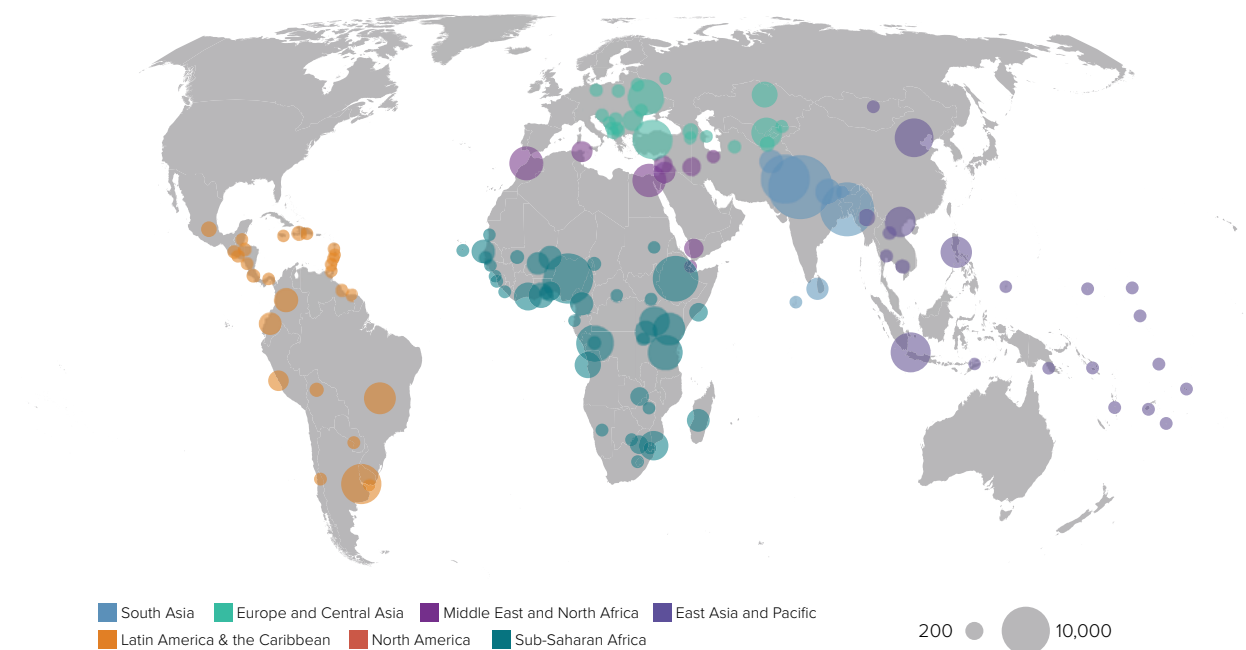 South Asia Europe and Central Asia Middle East and North Africa East Asia and Pacific
Latin America & the Caribbean North America Sub-Saharan Africa
200 10,000